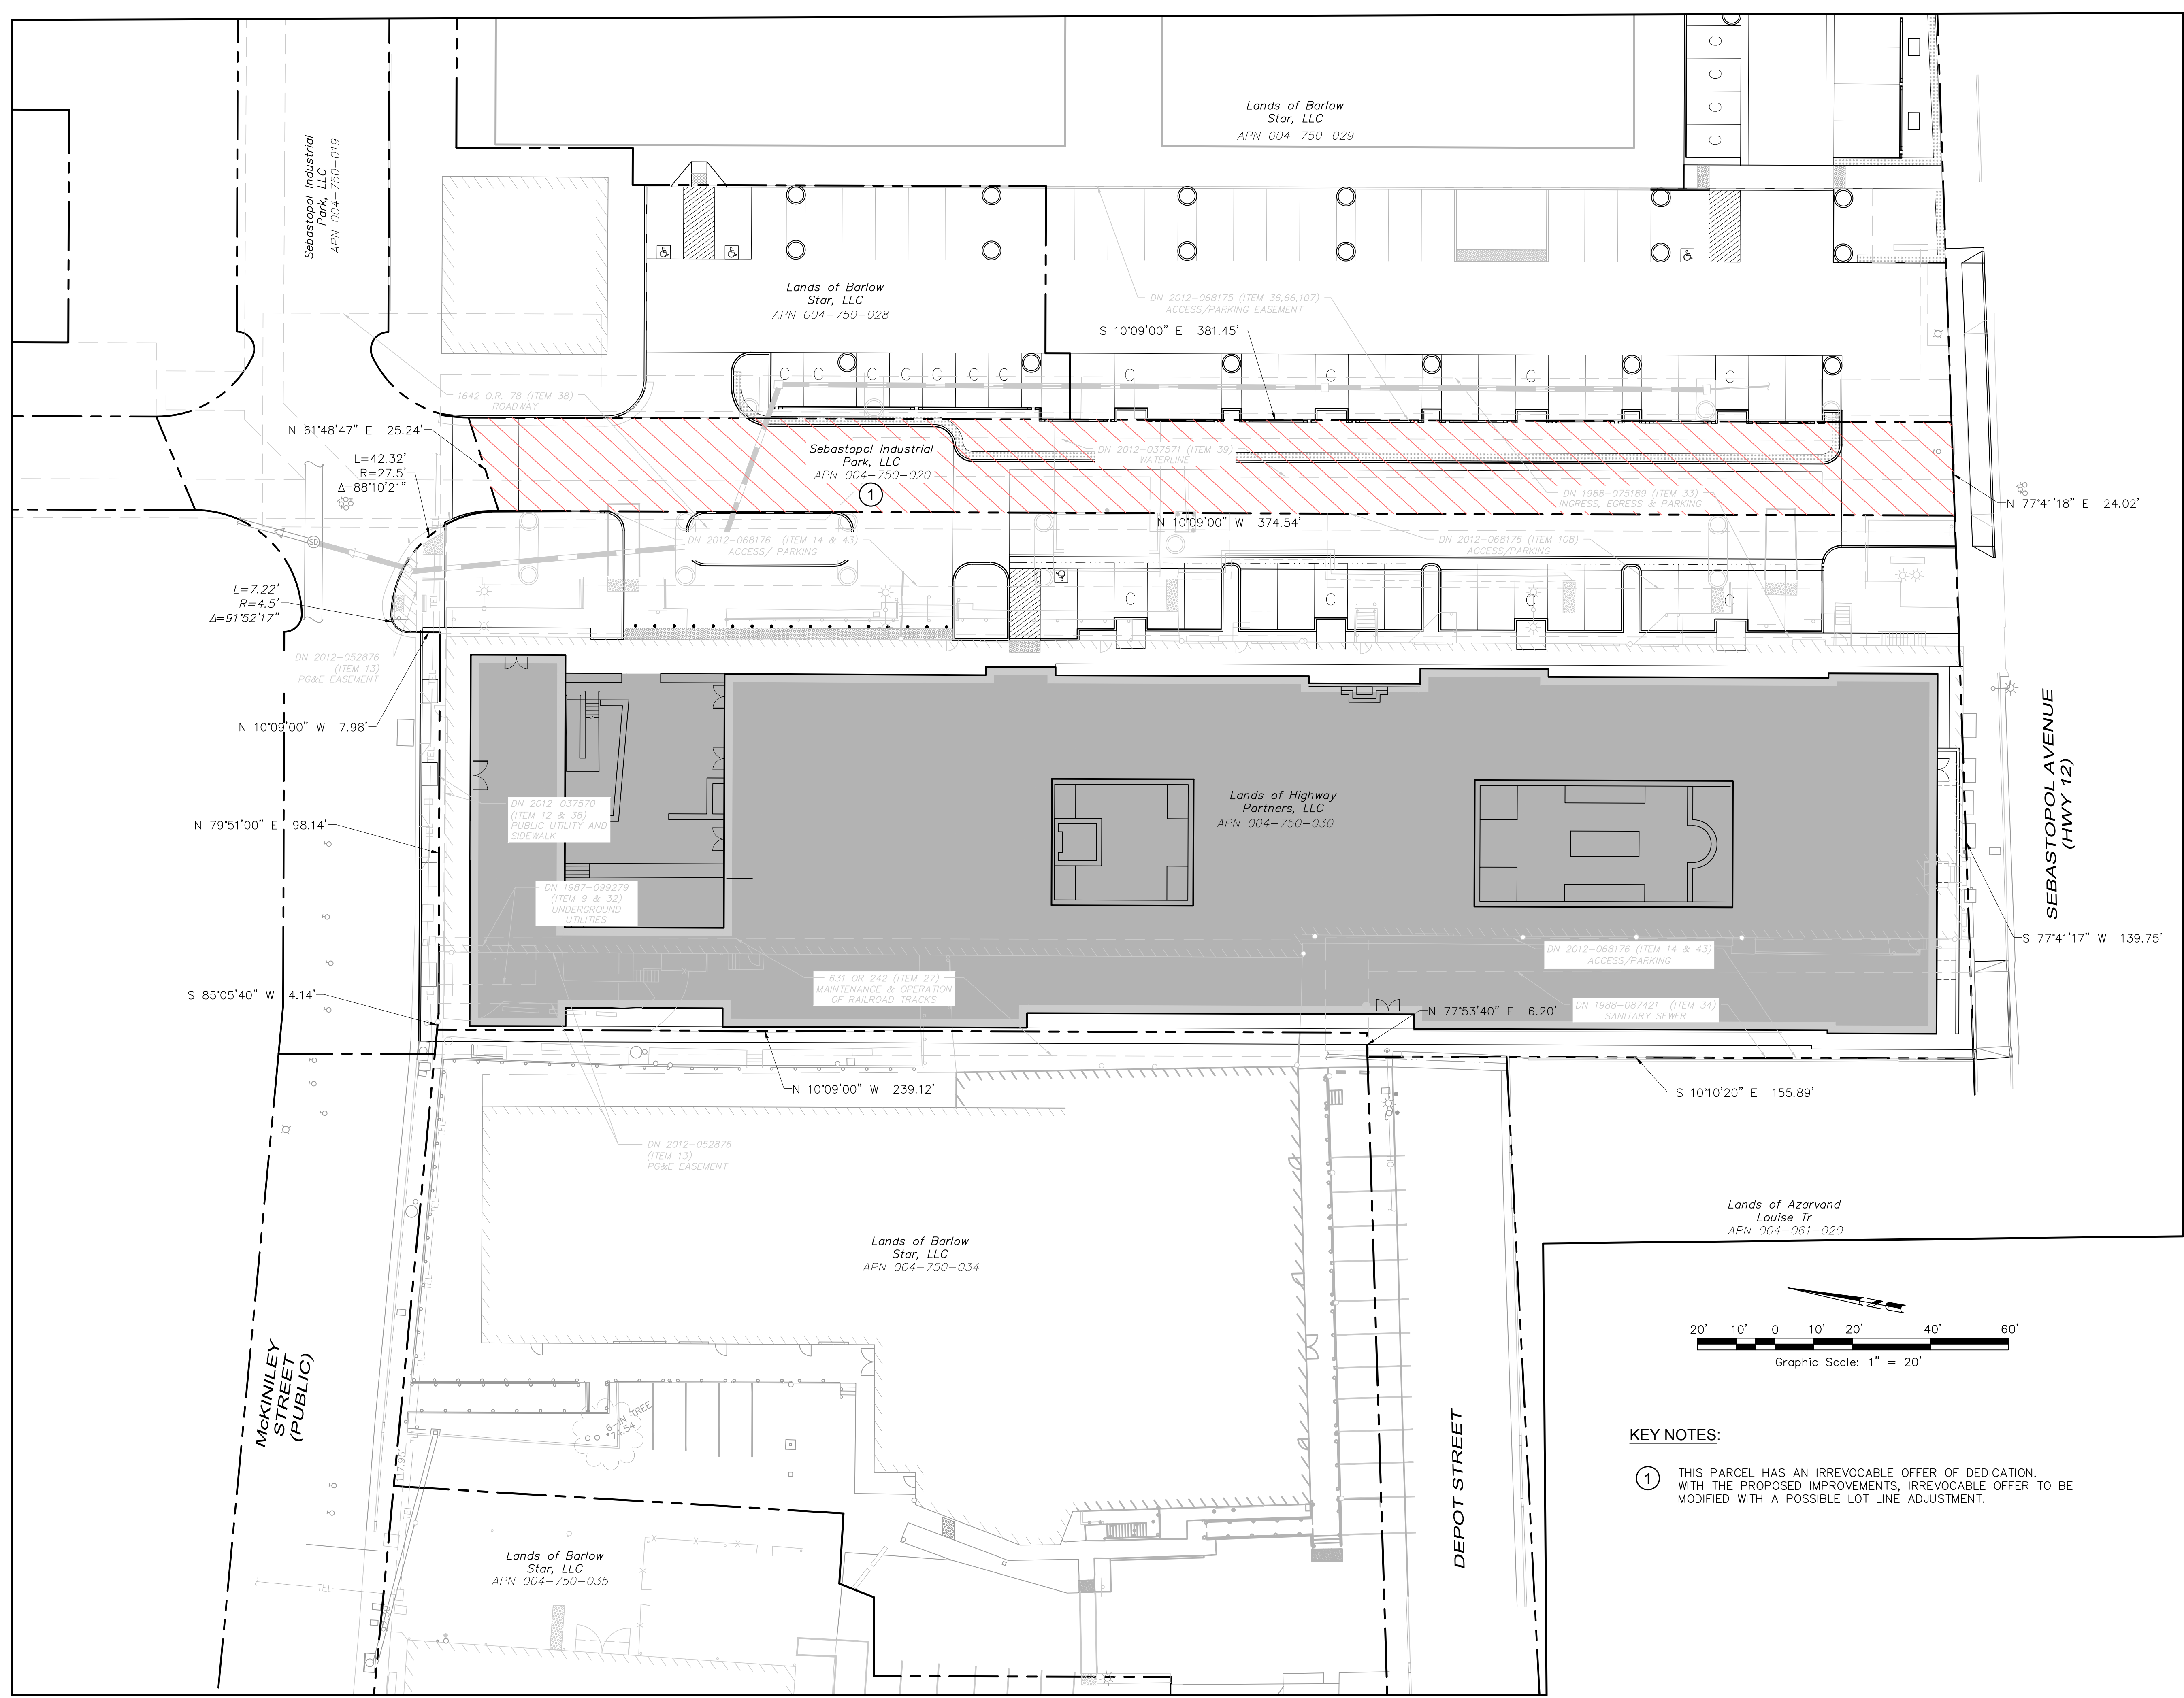 Lands of Barlow
Star, LLC
APN 004-750-029
Sebastopol Industrial
Park, LLC
APN 004-750-019
C
C
C
C
Lands of Barlow
Star, LLC
APN 004-750-028
DN 2012-068175 (ITEM 36,66,107)
ACCESS/PARKING EASEMENT
S 10°09'00" E 381.45'
C
C
C
C
C
C
C
C
C
C
C
1642 O.R. 78 (ITEM 38)
ROADWAY
N 61°48'47" E 25.24'
L=42.32'
R=27.5'
Δ=88°10'21"
Sebastopol Industrial
Park, LLC
APN 004-750-020
1
DN 2012-037571 (ITEM 39)
WATERLINE
DN 1988-075189 (ITEM 33)
INGRESS, EGRESS & PARKING
N 77°41'18" E 24.02'
N 10°09'00" W 374.54'
DN 2012-068176 (ITEM 14 & 43)
ACCESS/ PARKING
DN 2012-068176 (ITEM 108)
ACCESS/PARKING
SD
L=7.22'
R=4.5'
Δ=91°52'17"
C
C
C
C
DN 2012-052876
(ITEM 13)
PG&E EASEMENT
N 10°09'00" W 7.98'
SEBASTOPOL AVENUE
(HWY 12)
DN 2012-037570
(ITEM 12 & 38)
PUBLIC UTILITY AND
SIDEWALK
N 79°51'00" E 98.14'
Lands of Highway
Partners, LLC
APN 004-750-030
DN 1987-099279
(ITEM 9 & 32)
UNDERGROUND
UTILITIES
S 77°41'17" W 139.75'
DN 2012-068176 (ITEM 14 & 43)
ACCESS/PARKING
631 OR 242 (ITEM 27)
MAINTENANCE & OPERATION
OF RAILROAD TRACKS
S 85°05'40" W 4.14'
DN 1988-087421 (ITEM 34)
SANITARY SEWER
N 77°53'40" E 6.20'
N 10°09'00" W 239.12'
S 10°10'20" E 155.89'
TEL
TEL
TEL
TEL
TEL
DN 2012-052876
(ITEM 13)
PG&E EASEMENT
Lands of Azarvand
Louise Tr
APN 004-061-020
Lands of Barlow
Star, LLC
APN 004-750-034
20' 10' 0 10' 20' 40' 60'
Graphic Scale: 1" = 20'
McKINILEY
STREET
(PUBLIC)
6-IN TREE
*74.54
117.95'
DEPOT STREET
KEY NOTES:
1
THIS PARCEL HAS AN IRREVOCABLE OFFER OF DEDICATION.
WITH THE PROPOSED IMPROVEMENTS, IRREVOCABLE OFFER TO BE
MODIFIED WITH A POSSIBLE LOT LINE ADJUSTMENT.
Lands of Barlow
Star, LLC
APN 004-750-035
TEL